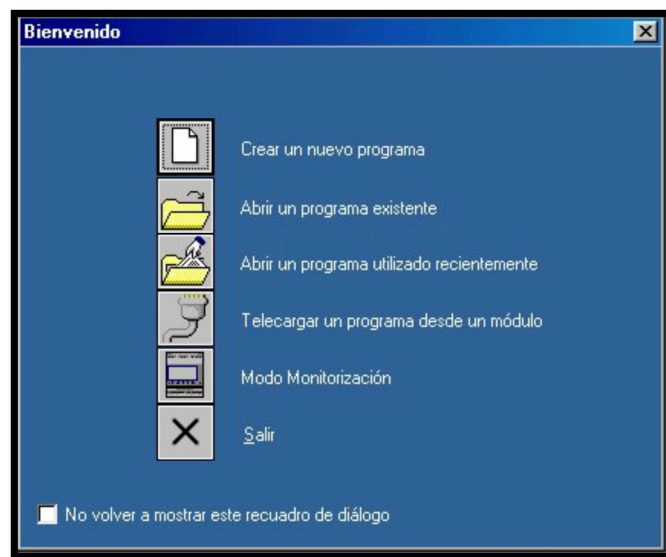 Bienvenido
Crear un nuevo programa
Abrir un programa existente
Abrir un programa utilizado recientemente
Telecargar un programa desde un módulo
Modo Monitorización
Salir
No volver a mostrar este recuadro de diálogo